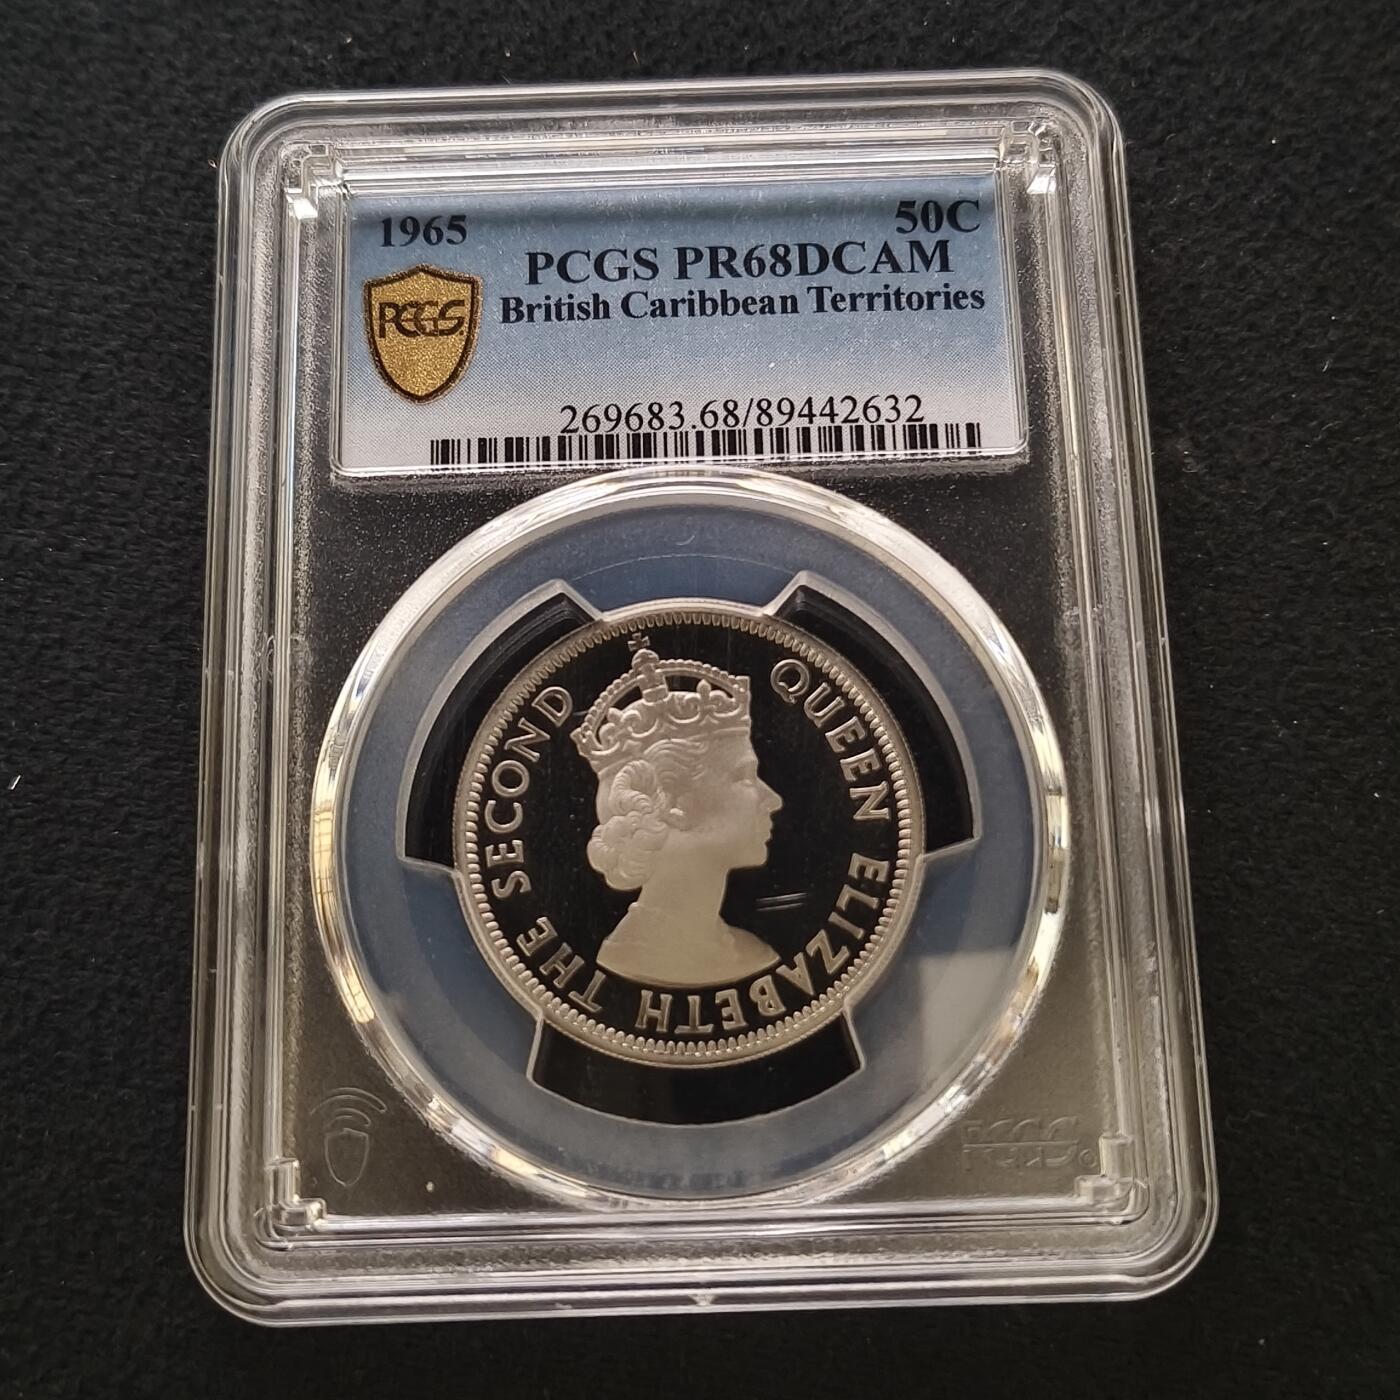 1965 50C
PCGS PR68DCAM
British Caribbean Territories
PCGS
269683.68/89442632
QUEEN ELIZABETH THE SECOND